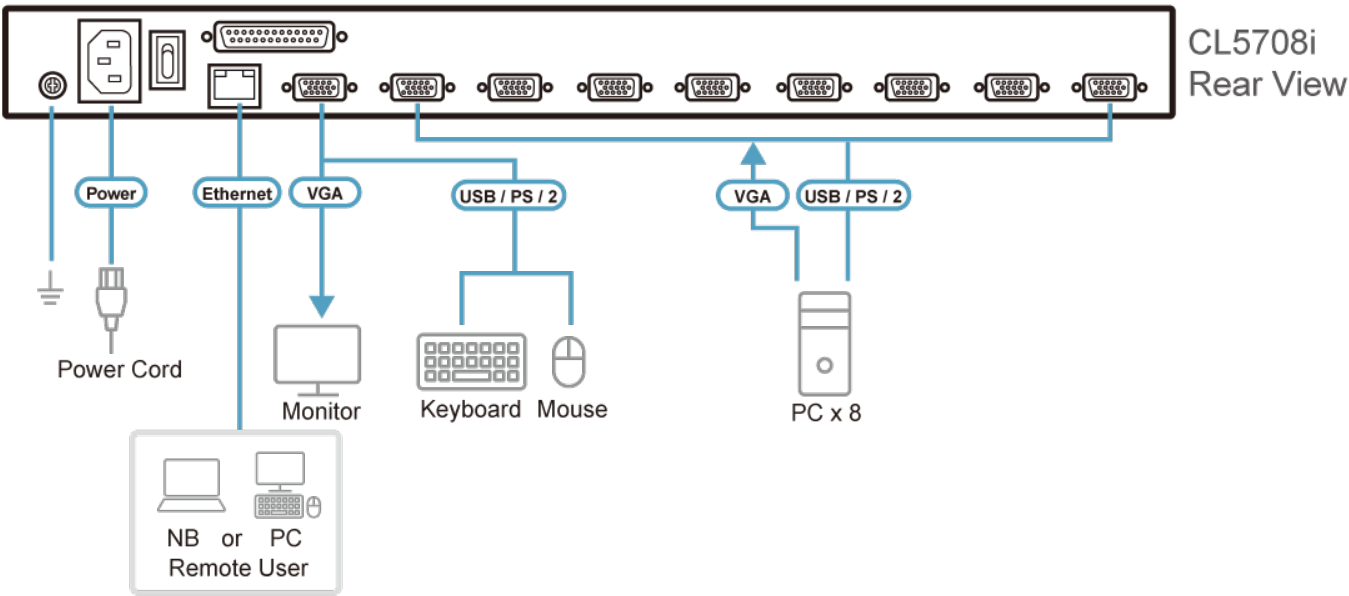 CL5708i
Rear View
Power
Ethernet
VGA
USB / PS / 2
VGA
USB / PS / 2
Power Cord
Monitor
Keyboard
Mouse
PC x 8
NB or PC
Remote User